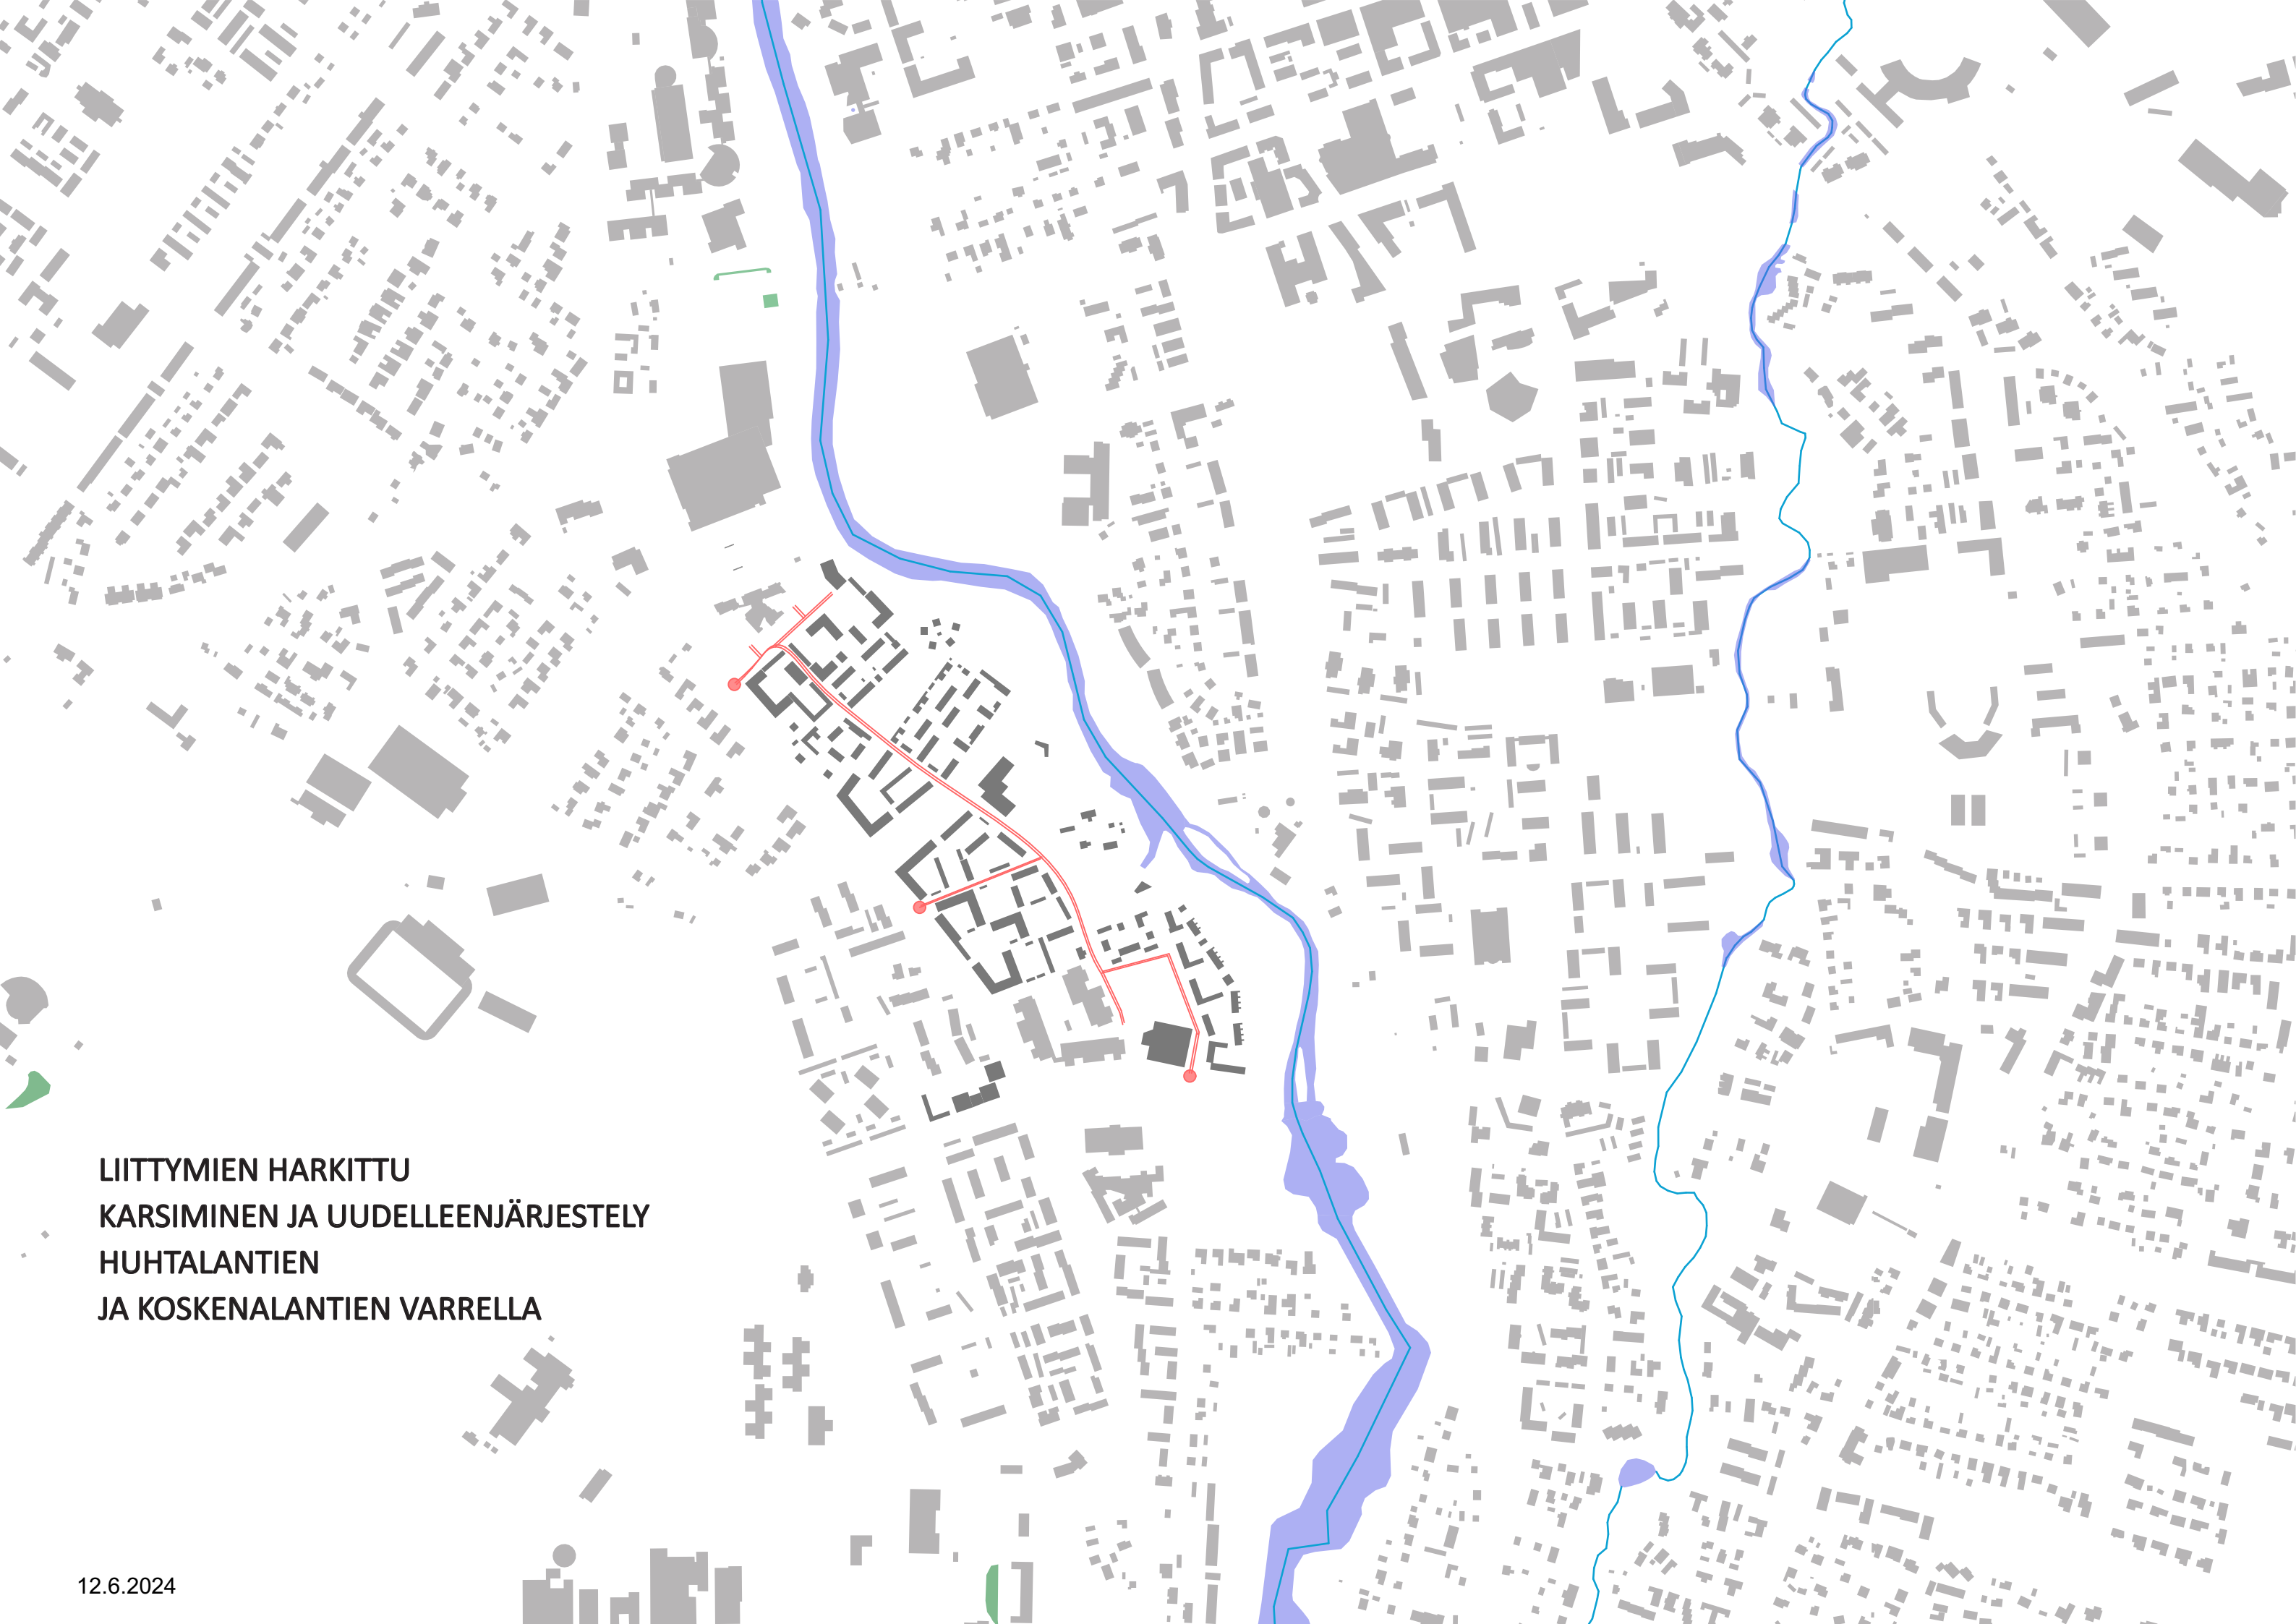 LIITTYMIEN HARKITTU
KARSIMINEN JA UUDELLEENJÄRJESTELY
HUHTALANTIEN
JA KOSKENALANTIEN VARRELLA
12.6.2024